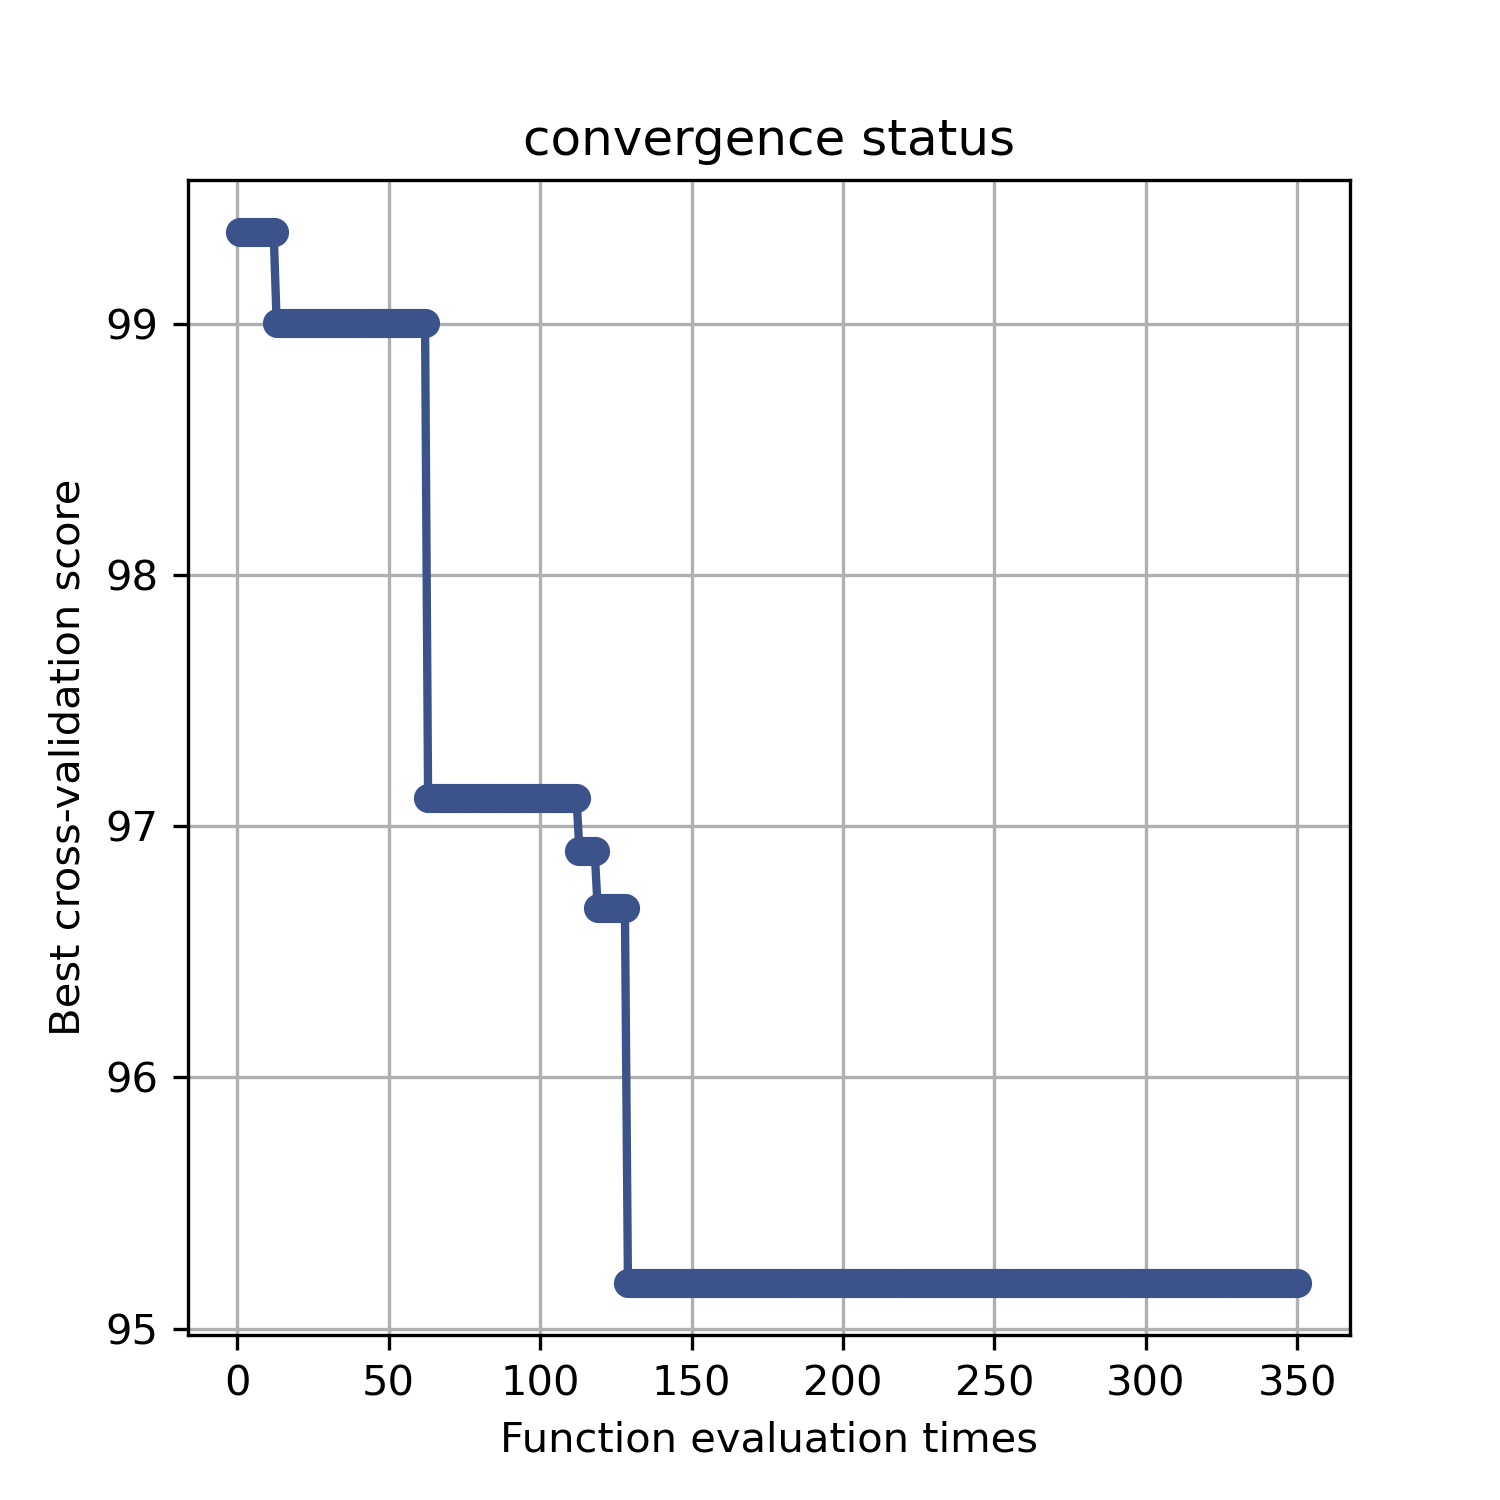 convergence status
Best cross-validation score
99
98
97
96
95
0 50 100 150 200 250 300 350
Function evaluation times